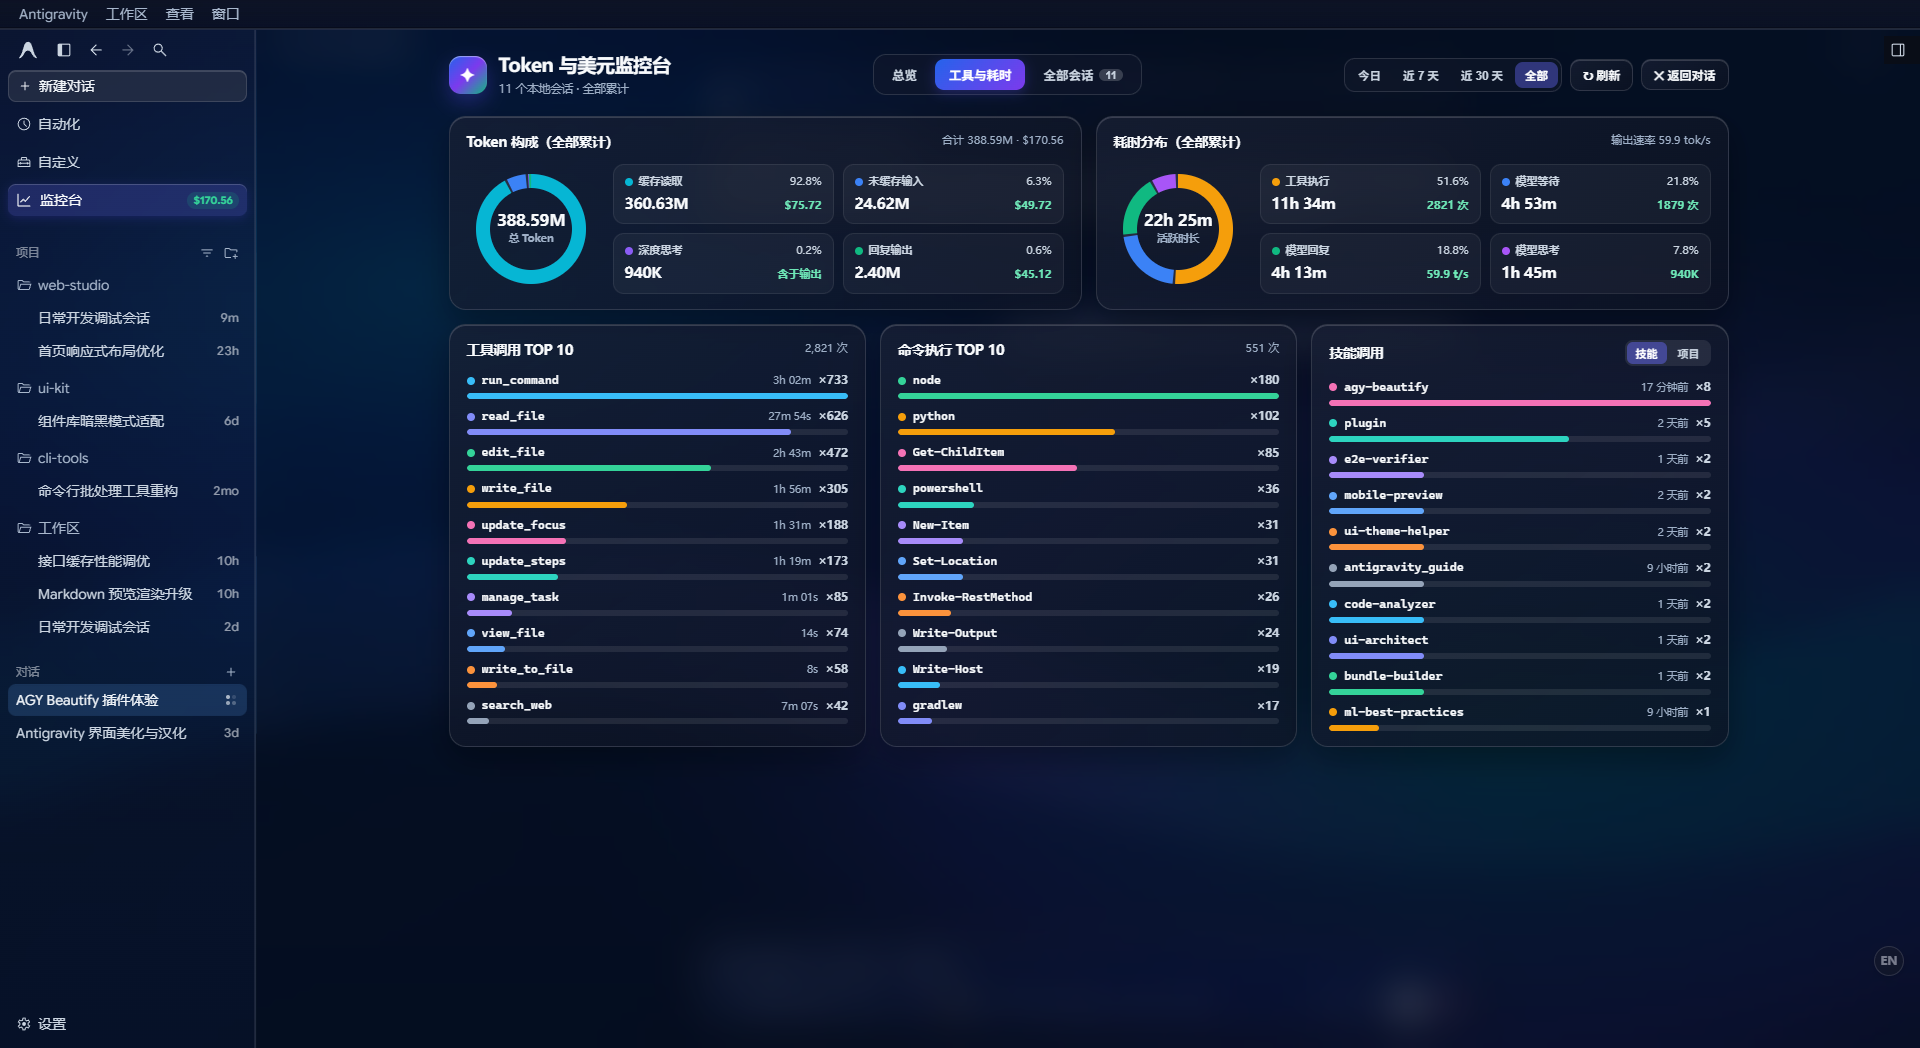 Antigravity 工作区 查看 窗口
+ 新建对话
自动化
自定义
监控台 $170.56
项目
web-studio
日常开发调试会话 9m
首页响应式布局优化 23h
ui-kit
组件库暗黑模式适配 6d
cli-tools
命令行批处理工具重构 2mo
工作区
接口缓存性能调优 10h
Markdown 预览渲染升级 10h
日常开发调试会话 2d
对话 +
AGY Beautify 插件体验
Antigravity 界面美化与汉化 3d
设置
Token 与美元监控台
11 个本地会话 · 全部累计
总览 工具与耗时 全部会话 11
今日 近 7 天 近 30 天 全部 ↻ 刷新 ✕ 返回对话
Token 构成（全部累计） 合计 388.59M · $170.56
388.59M
总 Token
缓存读取 92.8%
360.63M $75.72
未缓存输入 6.3%
24.62M $49.72
深度思考 0.2%
940K 含于输出
回复输出 0.6%
2.40M $45.12
耗时分布（全部累计） 输出速率 59.9 tok/s
22h 25m
活跃时长
工具执行 51.6%
11h 34m 2821 次
模型等待 21.8%
4h 53m 1879 次
模型回复 18.8%
4h 13m 59.9 t/s
模型思考 7.8%
1h 45m 940K
工具调用 TOP 10 2,821 次
run_command 3h 02m ×733
read_file 27m 54s ×626
edit_file 2h 43m ×472
write_file 1h 56m ×305
update_focus 1h 31m ×188
update_steps 1h 19m ×173
manage_task 1m 01s ×85
view_file 14s ×74
write_to_file 8s ×58
search_web 7m 07s ×42
命令执行 TOP 10 551 次
node ×180
python ×102
Get-ChildItem ×85
powershell ×36
New-Item ×31
Set-Location ×31
Invoke-RestMethod ×26
Write-Output ×24
Write-Host ×19
gradlew ×17
技能调用 技能 项目
agy-beautify 17 分钟前 ×8
plugin 2 天前 ×5
e2e-verifier 1 天前 ×2
mobile-preview 2 天前 ×2
ui-theme-helper 2 天前 ×2
antigravity_guide 9 小时前 ×2
code-analyzer 1 天前 ×2
ui-architect 1 天前 ×2
bundle-builder 1 天前 ×2
ml-best-practices 9 小时前 ×1
EN